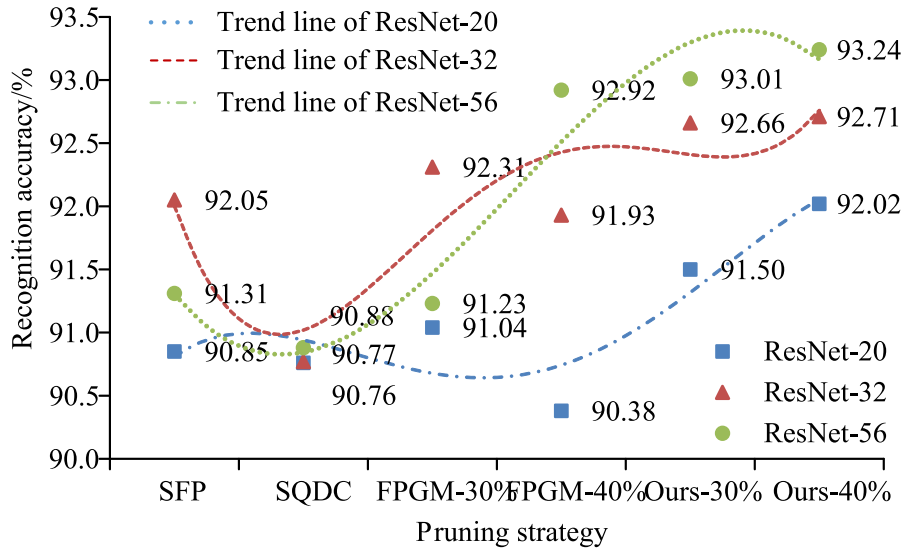 93.5
93.0
92.5
92.0
91.5
91.0
90.5
90.0
Recognition accuracy/%
Trend line of ResNet-20
Trend line of ResNet-32
Trend line of ResNet-56
92.05
91.31
90.85
90.88
90.77
90.76
92.31
91.23
91.04
92.92
91.93
90.38
93.01
92.66
91.50
93.24
92.71
92.02
ResNet-20
ResNet-32
ResNet-56
SFP
SQDC
FPGM-30%
FPGM-40%
Ours-30%
Ours-40%
Pruning strategy